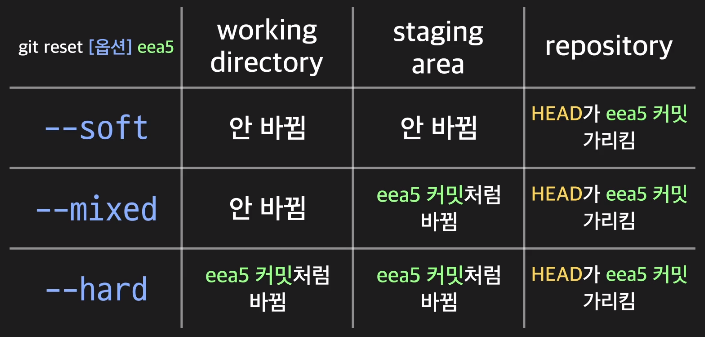 git reset [옵션] eea5
working
directory
staging
area
repository
--soft
안 바뀜
안 바뀜
HEAD가 eea5 커밋
가리킴
--mixed
안 바뀜
eea5 커밋처럼
바뀜
HEAD가 eea5 커밋
가리킴
--hard
eea5 커밋처럼
바뀜
eea5 커밋처럼
바뀜
HEAD가 eea5 커밋
가리킴